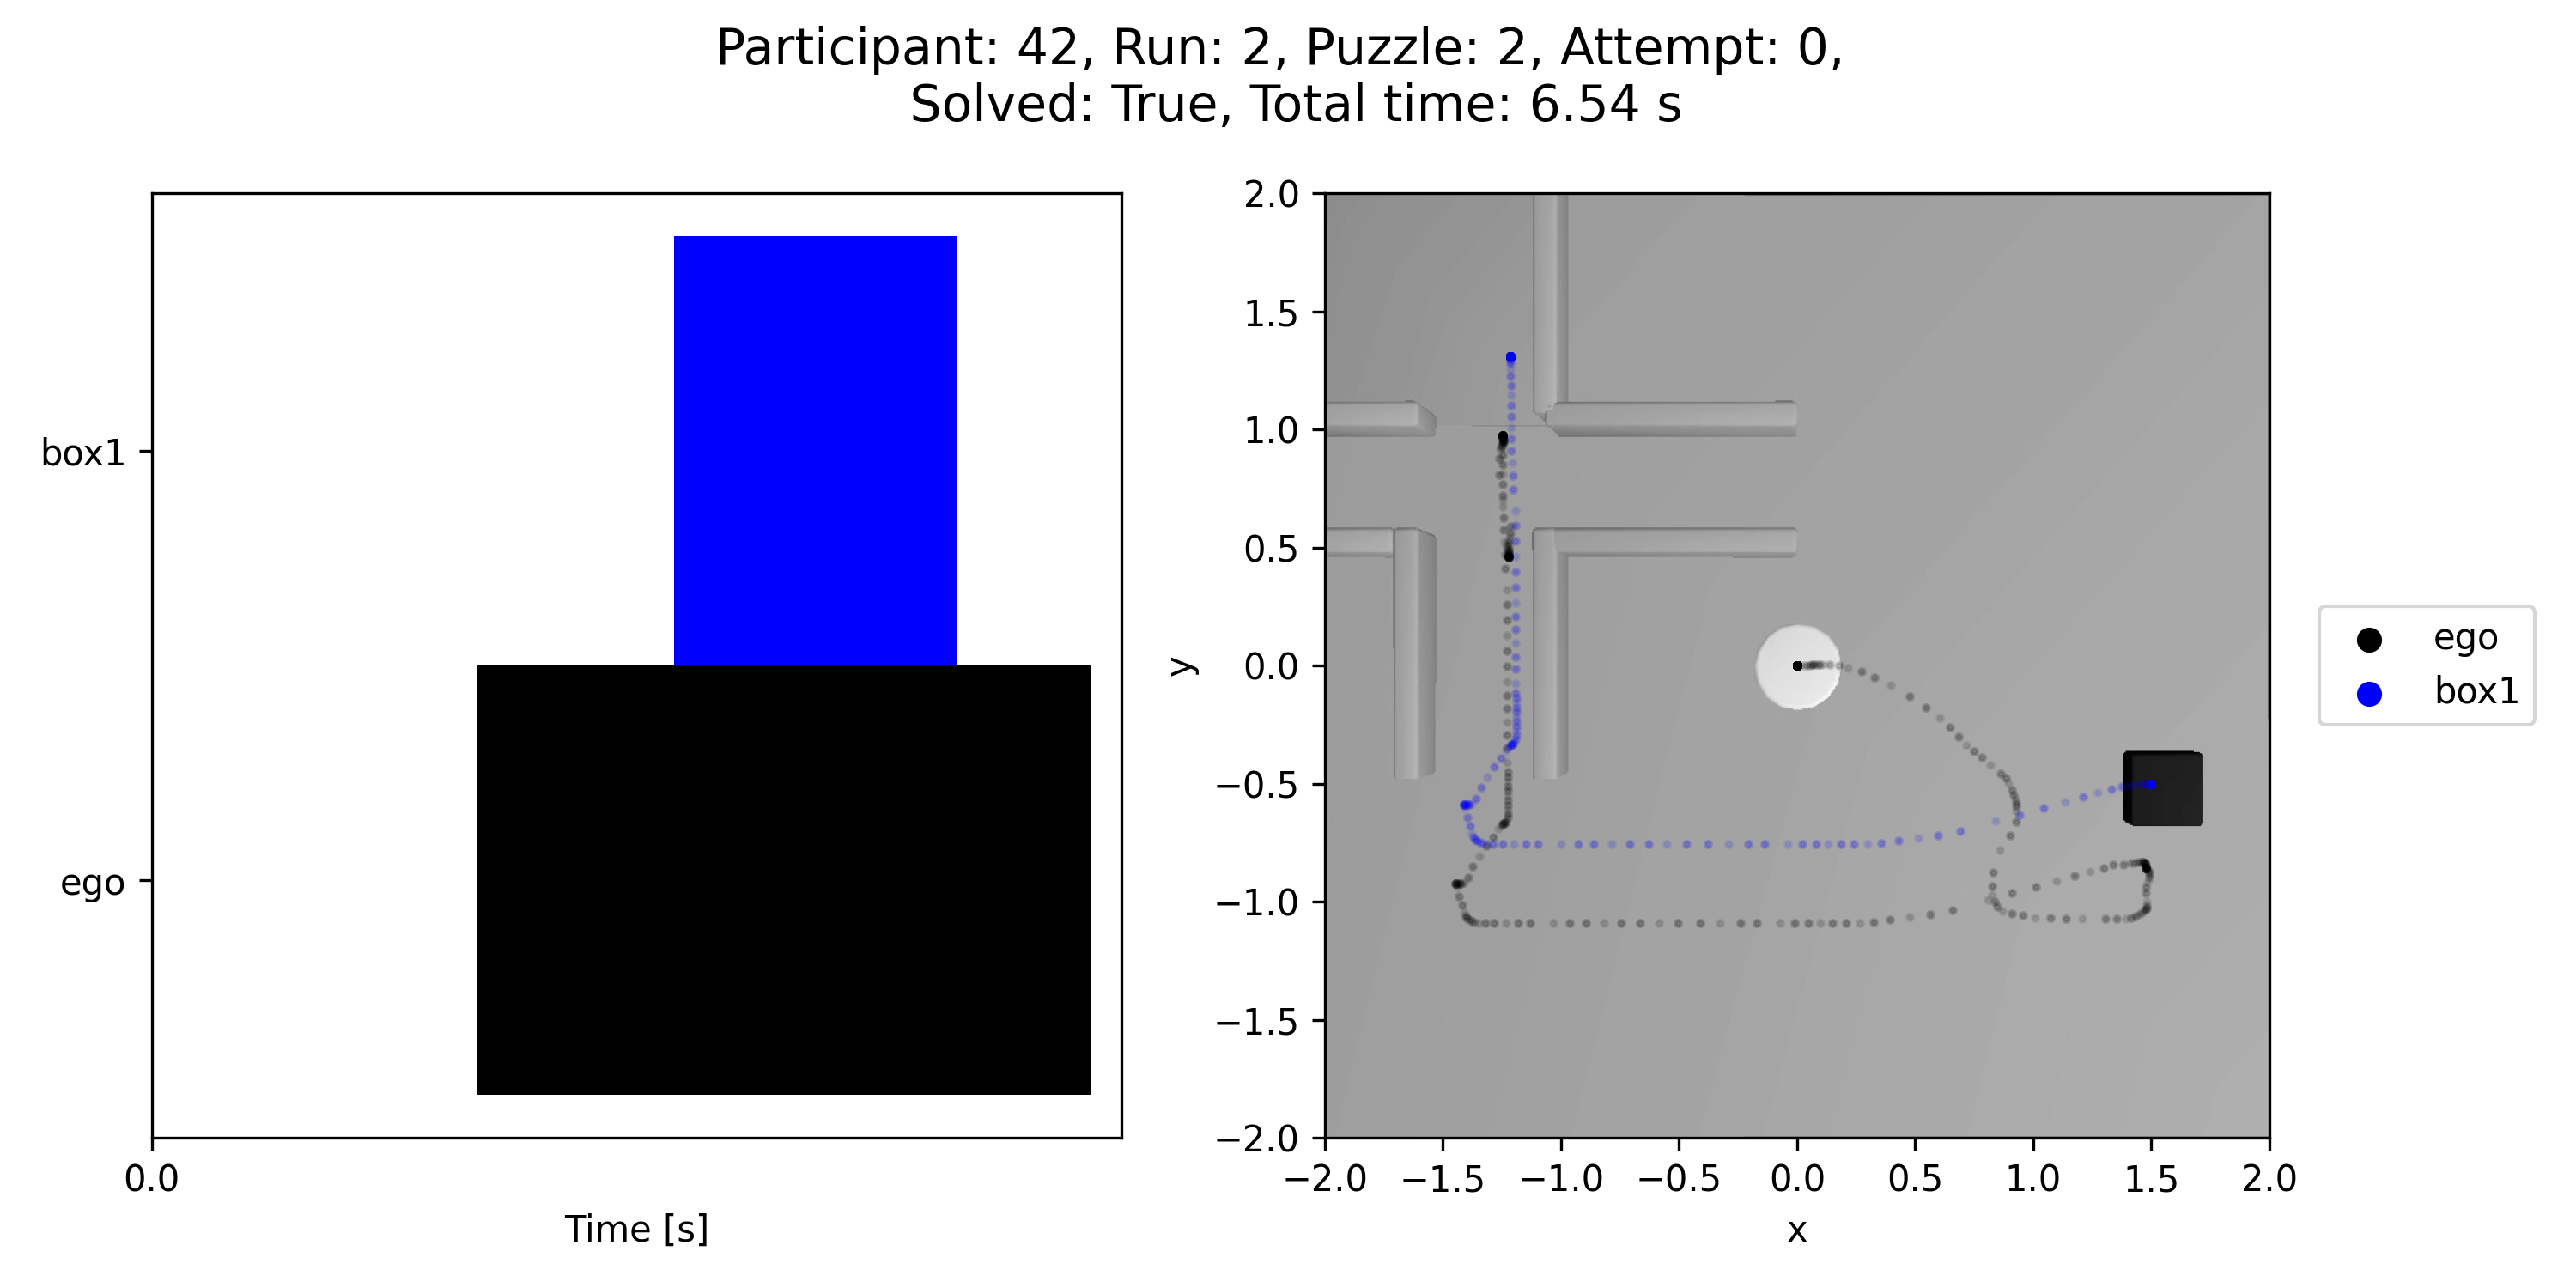 Participant: 42, Run: 2, Puzzle: 2, Attempt: 0,
Solved: True, Total time: 6.54 s
box1
ego
0.0
Time [s]
2.0
1.5
1.0
0.5
0.0
−0.5
−1.0
−1.5
−2.0
y
−2.0 −1.5 −1.0 −0.5 0.0 0.5 1.0 1.5 2.0
x
ego
box1